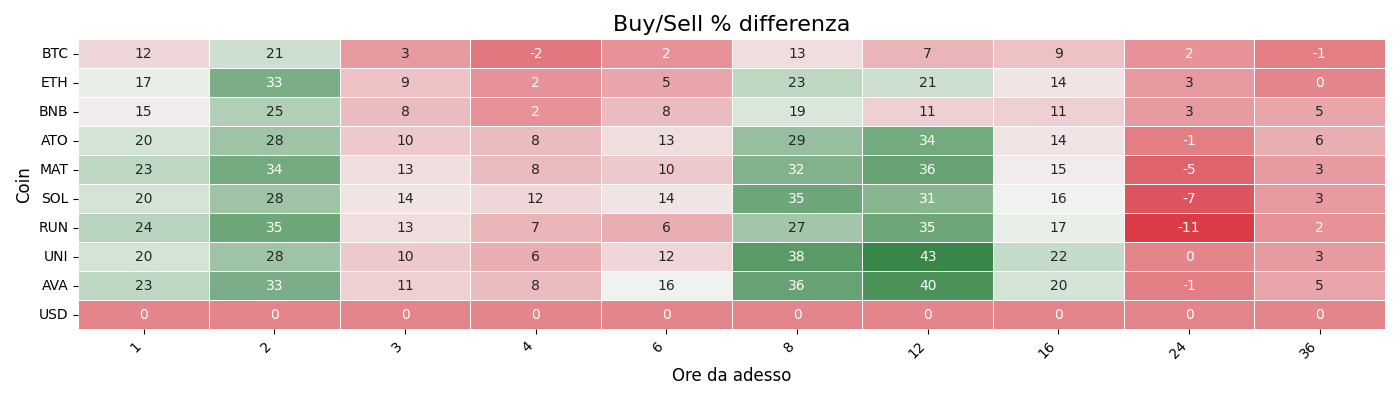 Buy/Sell % differenza
Coin
BTC 12 21 3 -2 2 13 7 9 2 -1
ETH 17 33 9 2 5 23 21 14 3 0
BNB 15 25 8 2 8 19 11 11 3 5
ATO 20 28 10 8 13 29 34 14 -1 6
MAT 23 34 13 8 10 32 36 15 -5 3
SOL 20 28 14 12 14 35 31 16 -7 3
RUN 24 35 13 7 6 27 35 17 -11 2
UNI 20 28 10 6 12 38 43 22 0 3
AVA 23 33 11 8 16 36 40 20 -1 5
USD 0 0 0 0 0 0 0 0 0 0
1 2 3 4 6 8 12 16 24 36
Ore da adesso